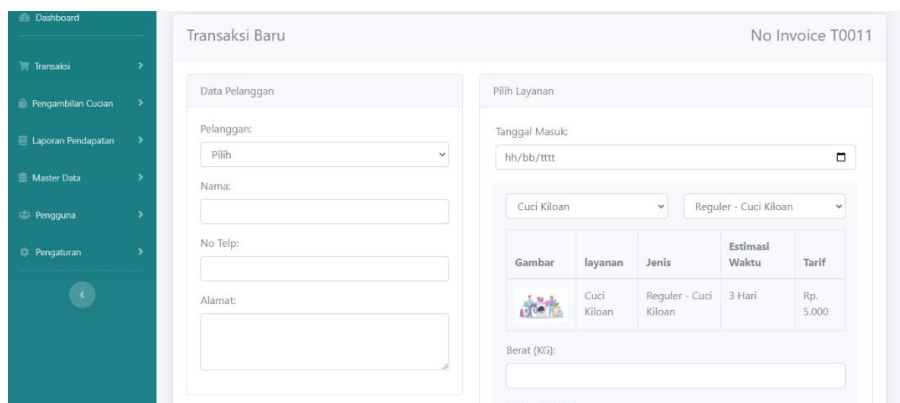 Dashboard
Transaksi
Pengambilan Cucian
Laporan Pendapatan
Master Data
Pengguna
Pengaturan
Transaksi Baru
No Invoice T0011
Data Pelanggan
Pelanggan:
Pilih
Nama:
No Telp:
Alamat:
Pilih Layanan
Tanggal Masuk:
hh/bb/tttt
Cuci Kiloan
Reguler - Cuci Kiloan
Gambar layanan Jenis Estimasi Waktu Tarif
Cuci Kiloan Reguler - Cuci Kiloan 3 Hari Rp. 5.000
Berat (KG):